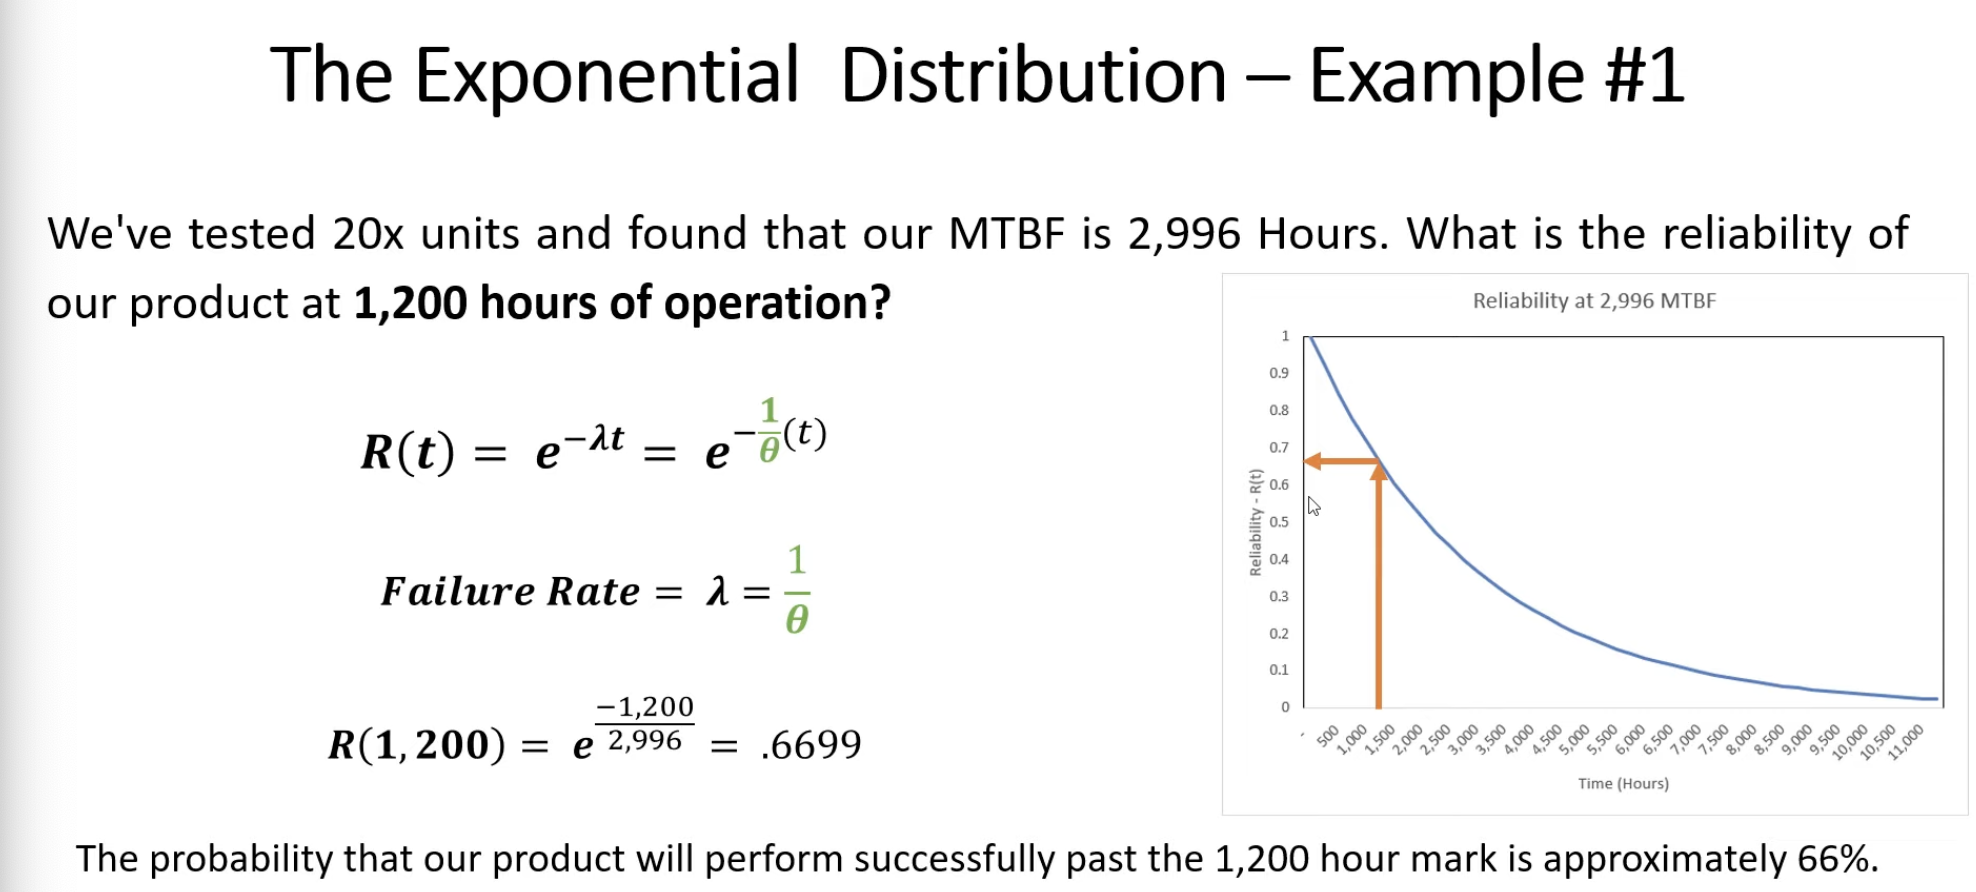 The Exponential Distribution – Example #1
We've tested 20x units and found that our MTBF is 2,996 Hours. What is the reliability of
our product at 1,200 hours of operation?
R(t) = e^{-λt} = e^{-\frac{1}{θ}(t)}
Failure Rate = λ = \frac{1}{θ}
R(1,200) = e^{\frac{-1,200}{2,996}} = .6699
Reliability at 2,996 MTBF
Reliability - R(t)
1
0.9
0.8
0.7
0.6
0.5
0.4
0.3
0.2
0.1
0
- 500 1,000 1,500 2,000 2,500 3,000 3,500 4,000 4,500 5,000 5,500 6,000 6,500 7,000 7,500 8,000 8,500 9,000 9,500 10,000 10,500 11,000
Time (Hours)
The probability that our product will perform successfully past the 1,200 hour mark is approximately 66%.